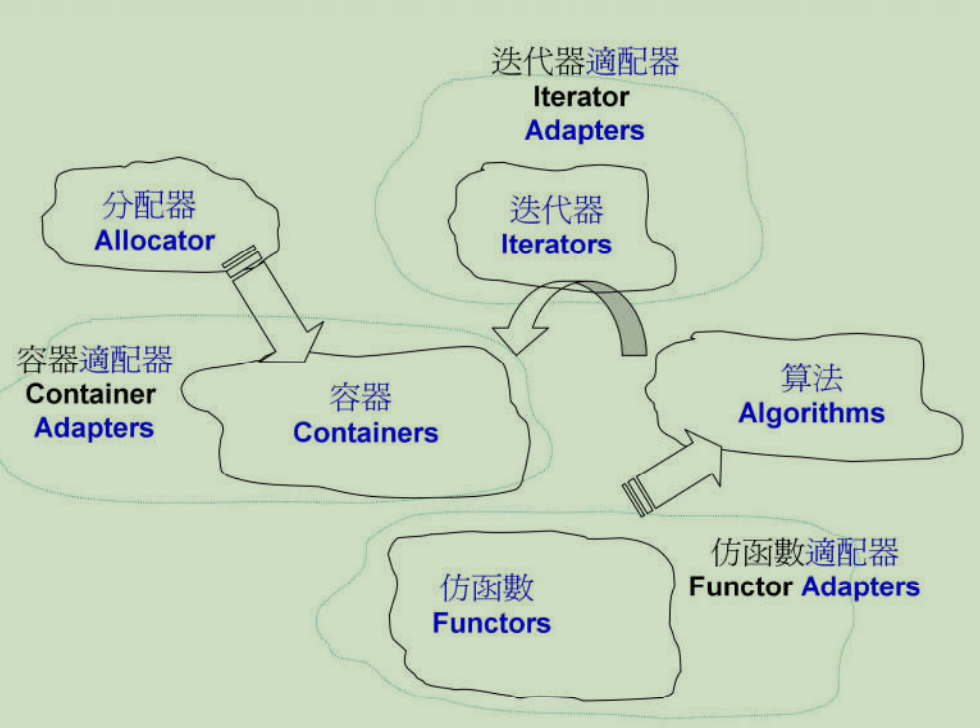 迭代器適配器
Iterator
Adapters
分配器
Allocator
迭代器
Iterators
容器適配器
Container
Adapters
容器
Containers
算法
Algorithms
仿函數適配器
Functor Adapters
仿函數
Functors